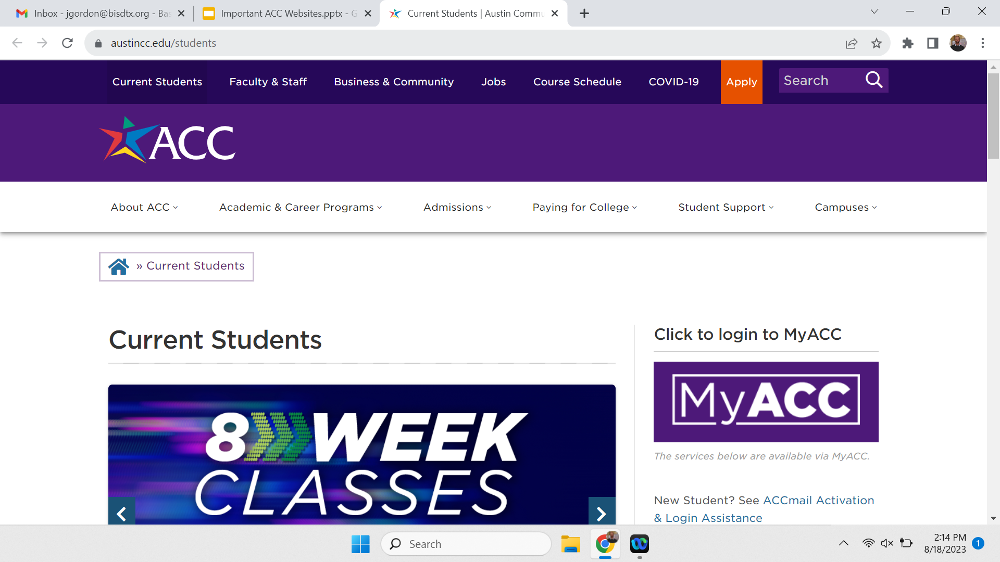 Inbox - jgordon@bisdtx.org - Bas
Important ACC Websites.pptx - G
Current Students | Austin Commu
austincc.edu/students
Current Students
Faculty & Staff
Business & Community
Jobs
Course Schedule
COVID-19
Apply
Search
ACC
About ACC
Academic & Career Programs
Admissions
Paying for College
Student Support
Campuses
» Current Students
Current Students
Click to login to MyACC
8 WEEK
CLASSES
MyACC
The services below are available via MyACC.
New Student? See ACCmail Activation
& Login Assistance
Search
2:14 PM
8/18/2023
1